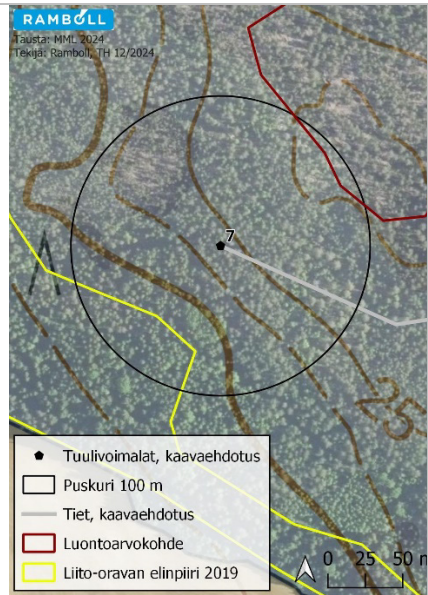 RAMBOLL
Tausta: MML 2024
Tekijä: Ramboll, TH 12/2024
7
25
Tuulivoimalat, kaavaehdotus
Puskuri 100 m
Tiet, kaavaehdotus
Luontoarvokohde
Liito-oravan elinpiiri 2019
0 25 50 m